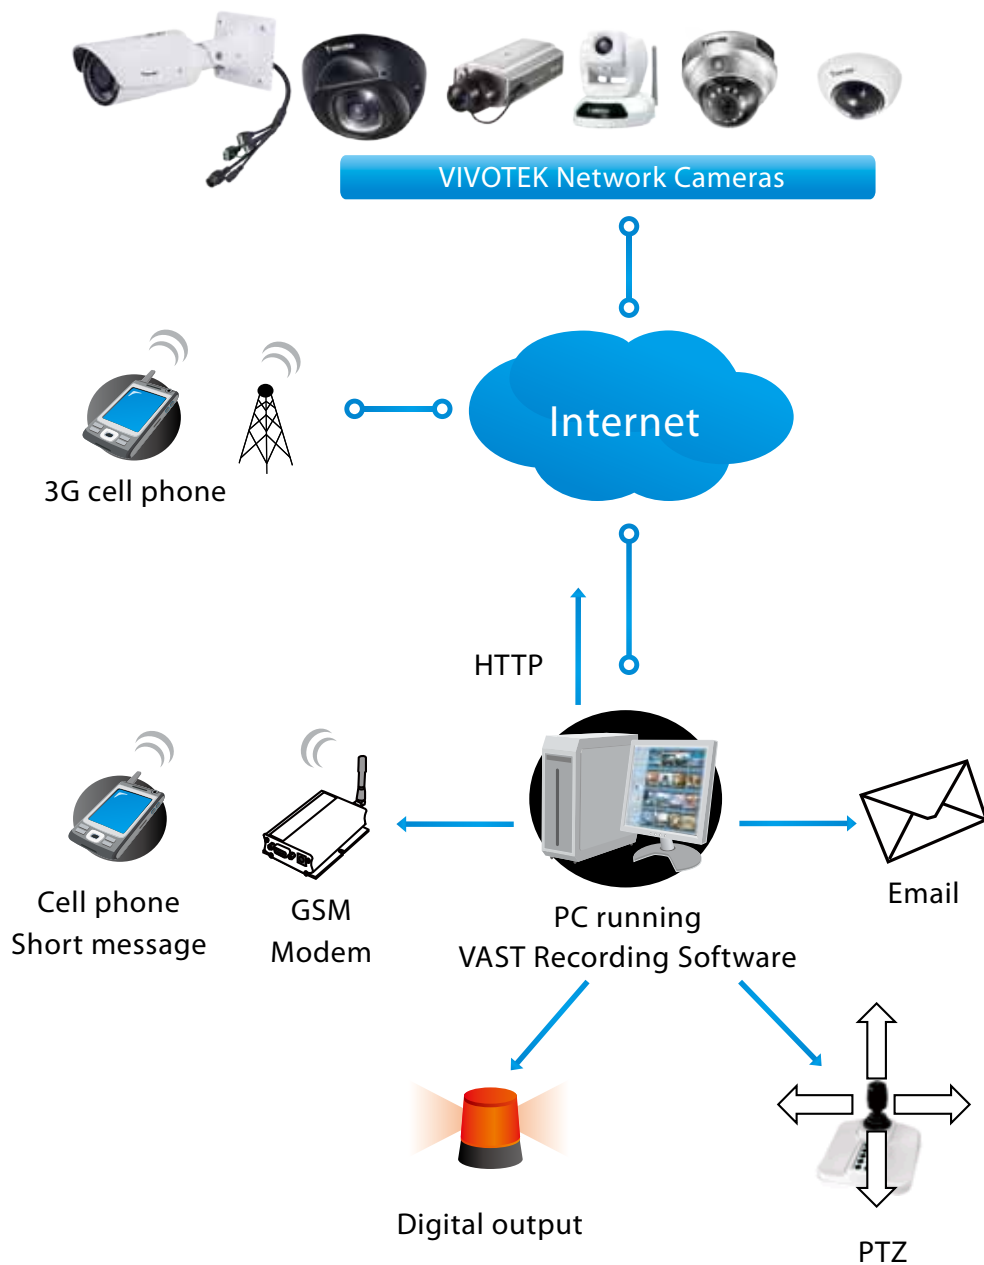 VIVOTEK Network Cameras
Internet
3G cell phone
HTTP
Cell phone
Short message
GSM
Modem
PC running
VAST Recording Software
Email
Digital output
PTZ